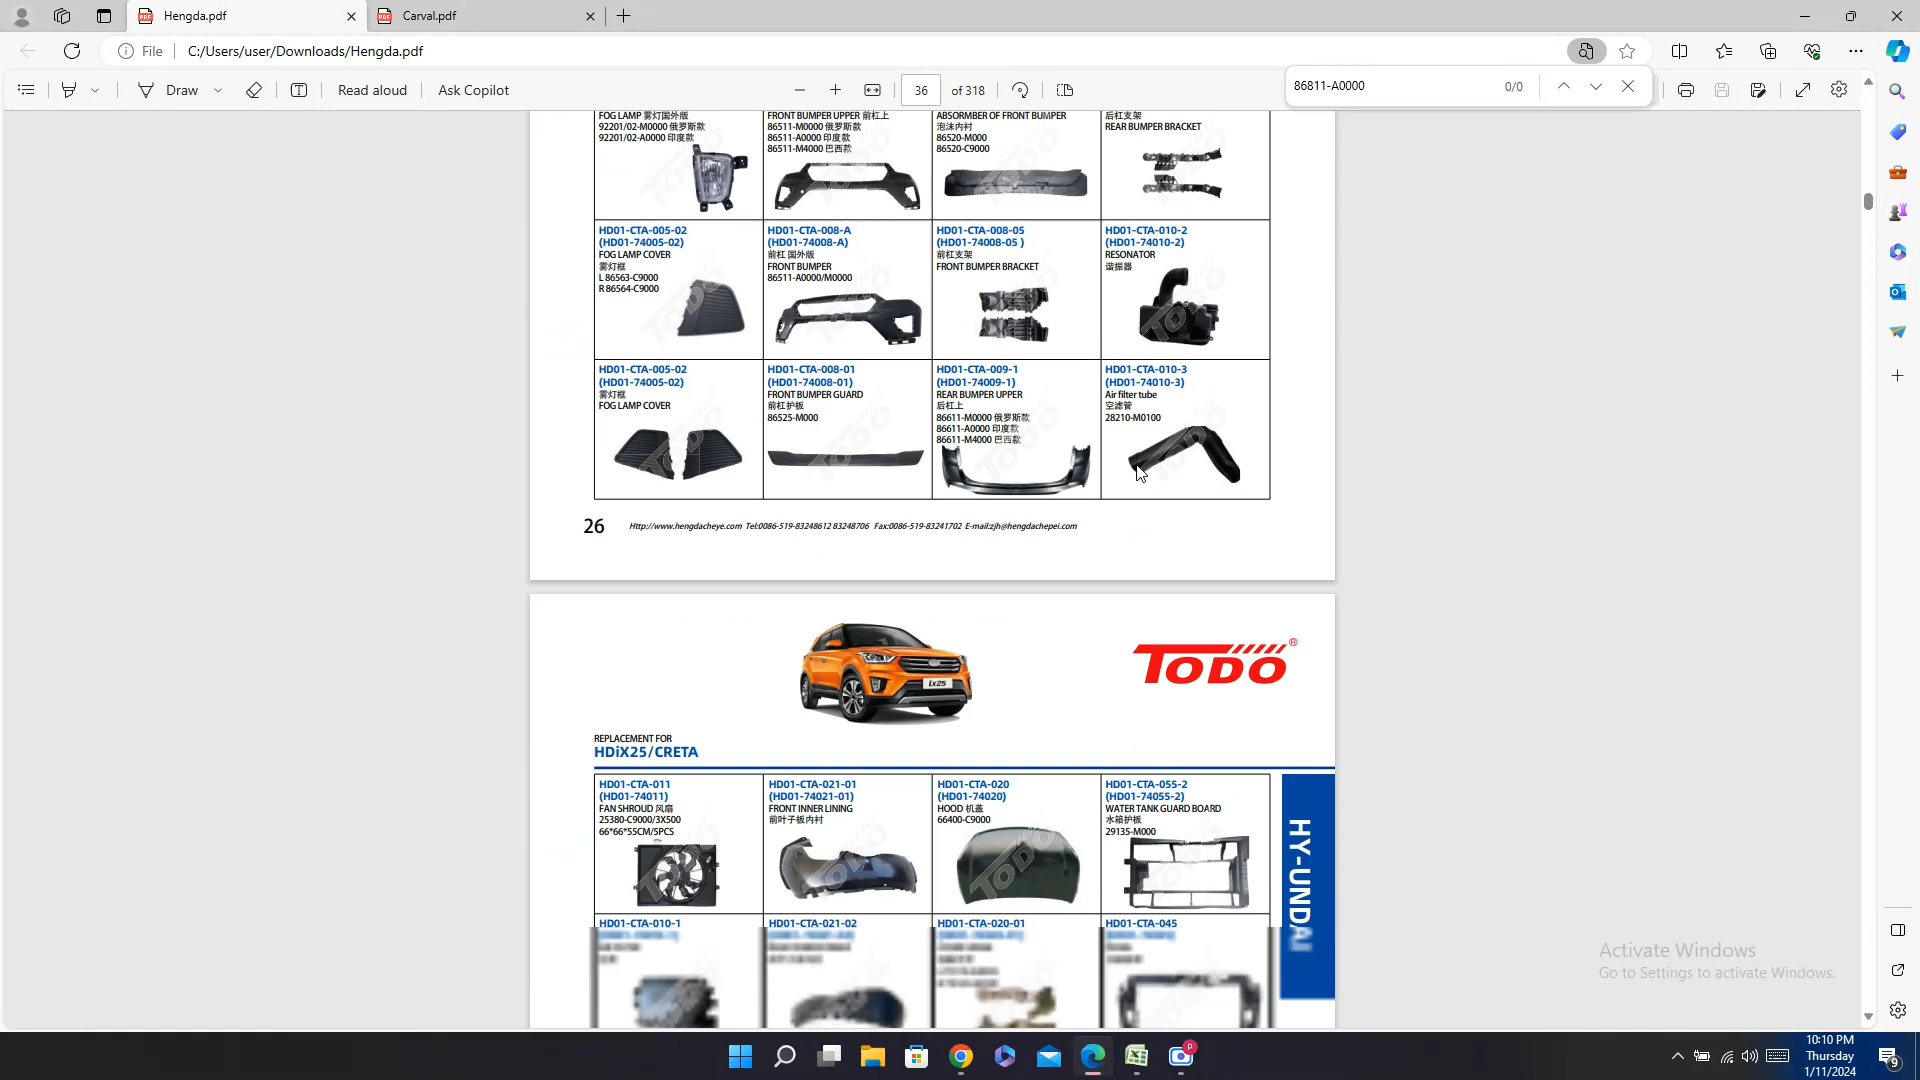 Hengda.pdf
Carval.pdf
File
C:/Users/user/Downloads/Hengda.pdf
Draw
Read aloud
Ask Copilot
36
of 318
86811-A0000
0/0
FOG LAMP 雾灯国外版
92201/02-M0000 俄罗斯款
92201/02-A0000 印度款
FRONT BUMPER UPPER 前杠上
86511-M0000 俄罗斯款
86511-A0000 印度款
86511-M4000 巴西款
ABSORMBER OF FRONT BUMPER
泡沫内衬
86520-M000
86520-C9000
后杠支架
REAR BUMPER BRACKET
HD01-CTA-005-02
(HD01-74005-02)
FOG LAMP COVER
雾灯框
L 86563-C9000
R 86564-C9000
HD01-CTA-008-A
(HD01-74008-A)
前杠 国外版
FRONT BUMPER
86511-A0000/M0000
HD01-CTA-008-05
(HD01-74008-05 )
前杠支架
FRONT BUMPER BRACKET
HD01-CTA-010-2
(HD01-74010-2)
RESONATOR
谐振器
HD01-CTA-005-02
(HD01-74005-02)
雾灯框
FOG LAMP COVER
HD01-CTA-008-01
(HD01-74008-01)
FRONT BUMPER GUARD
前杠护板
86525-M000
HD01-CTA-009-1
(HD01-74009-1)
REAR BUMPER UPPER
后杠上
86611-M0000 俄罗斯款
86611-A0000 印度款
86611-M4000 巴西款
HD01-CTA-010-3
(HD01-74010-3)
Air filter tube
空滤管
28210-M0100
26
Http://www.hengdacheye.com Tel:0086-519-83248612 83248706 Fax:0086-519-83241702 E-mail:zjh@hengdachepei.com
ix25
TODO
REPLACEMENT FOR
HDiX25/CRETA
HD01-CTA-011
(HD01-74011)
FAN SHROUD 风扇
25380-C9000/3X500
66*66*55CM/5PCS
HD01-CTA-021-01
(HD01-74021-01)
FRONT INNER LINING
前叶子板内衬
HD01-CTA-020
(HD01-74020)
HOOD 机盖
66400-C9000
HD01-CTA-055-2
(HD01-74055-2)
WATER TANK GUARD BOARD
水箱护板
29135-M000
HY-UNDAI
HD01-CTA-010-1
HD01-CTA-021-02
HD01-CTA-020-01
HD01-CTA-045
Activate Windows
Go to Settings to activate Windows.
10:10 PM
Thursday
1/11/2024
9